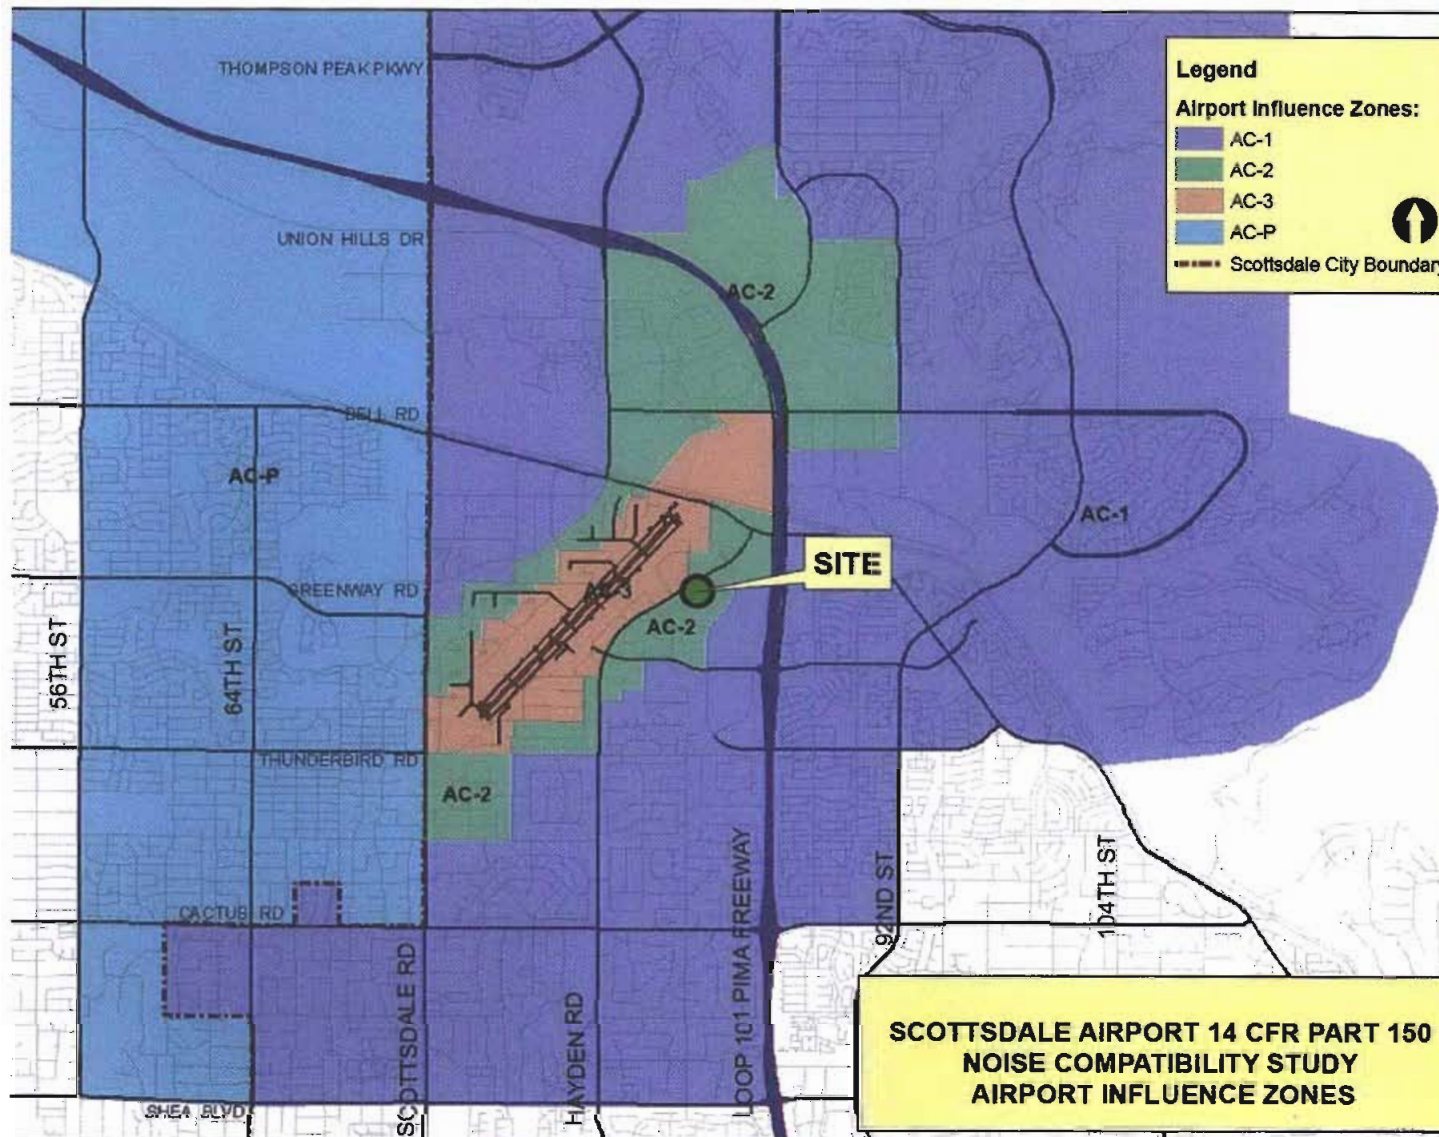 THOMPSON PEAK PKWY
Legend
Airport Influence Zones:
AC-1
AC-2
AC-3
AC-P
Scottsdale City Boundary
UNION HILLS DR
AC-2
BELL RD
AC-P
AC-1
SITE
GREENWAY RD
AC-3
AC-2
56TH ST
64TH ST
THUNDERBIRD RD
AC-2
CACTUS RD
SCOTTSDALE RD
HAYDEN RD
LOOP 101 PIMA FREEWAY
92ND ST
104TH ST
SHEA BLVD
SCOTTSDALE AIRPORT 14 CFR PART 150
NOISE COMPATIBILITY STUDY
AIRPORT INFLUENCE ZONES